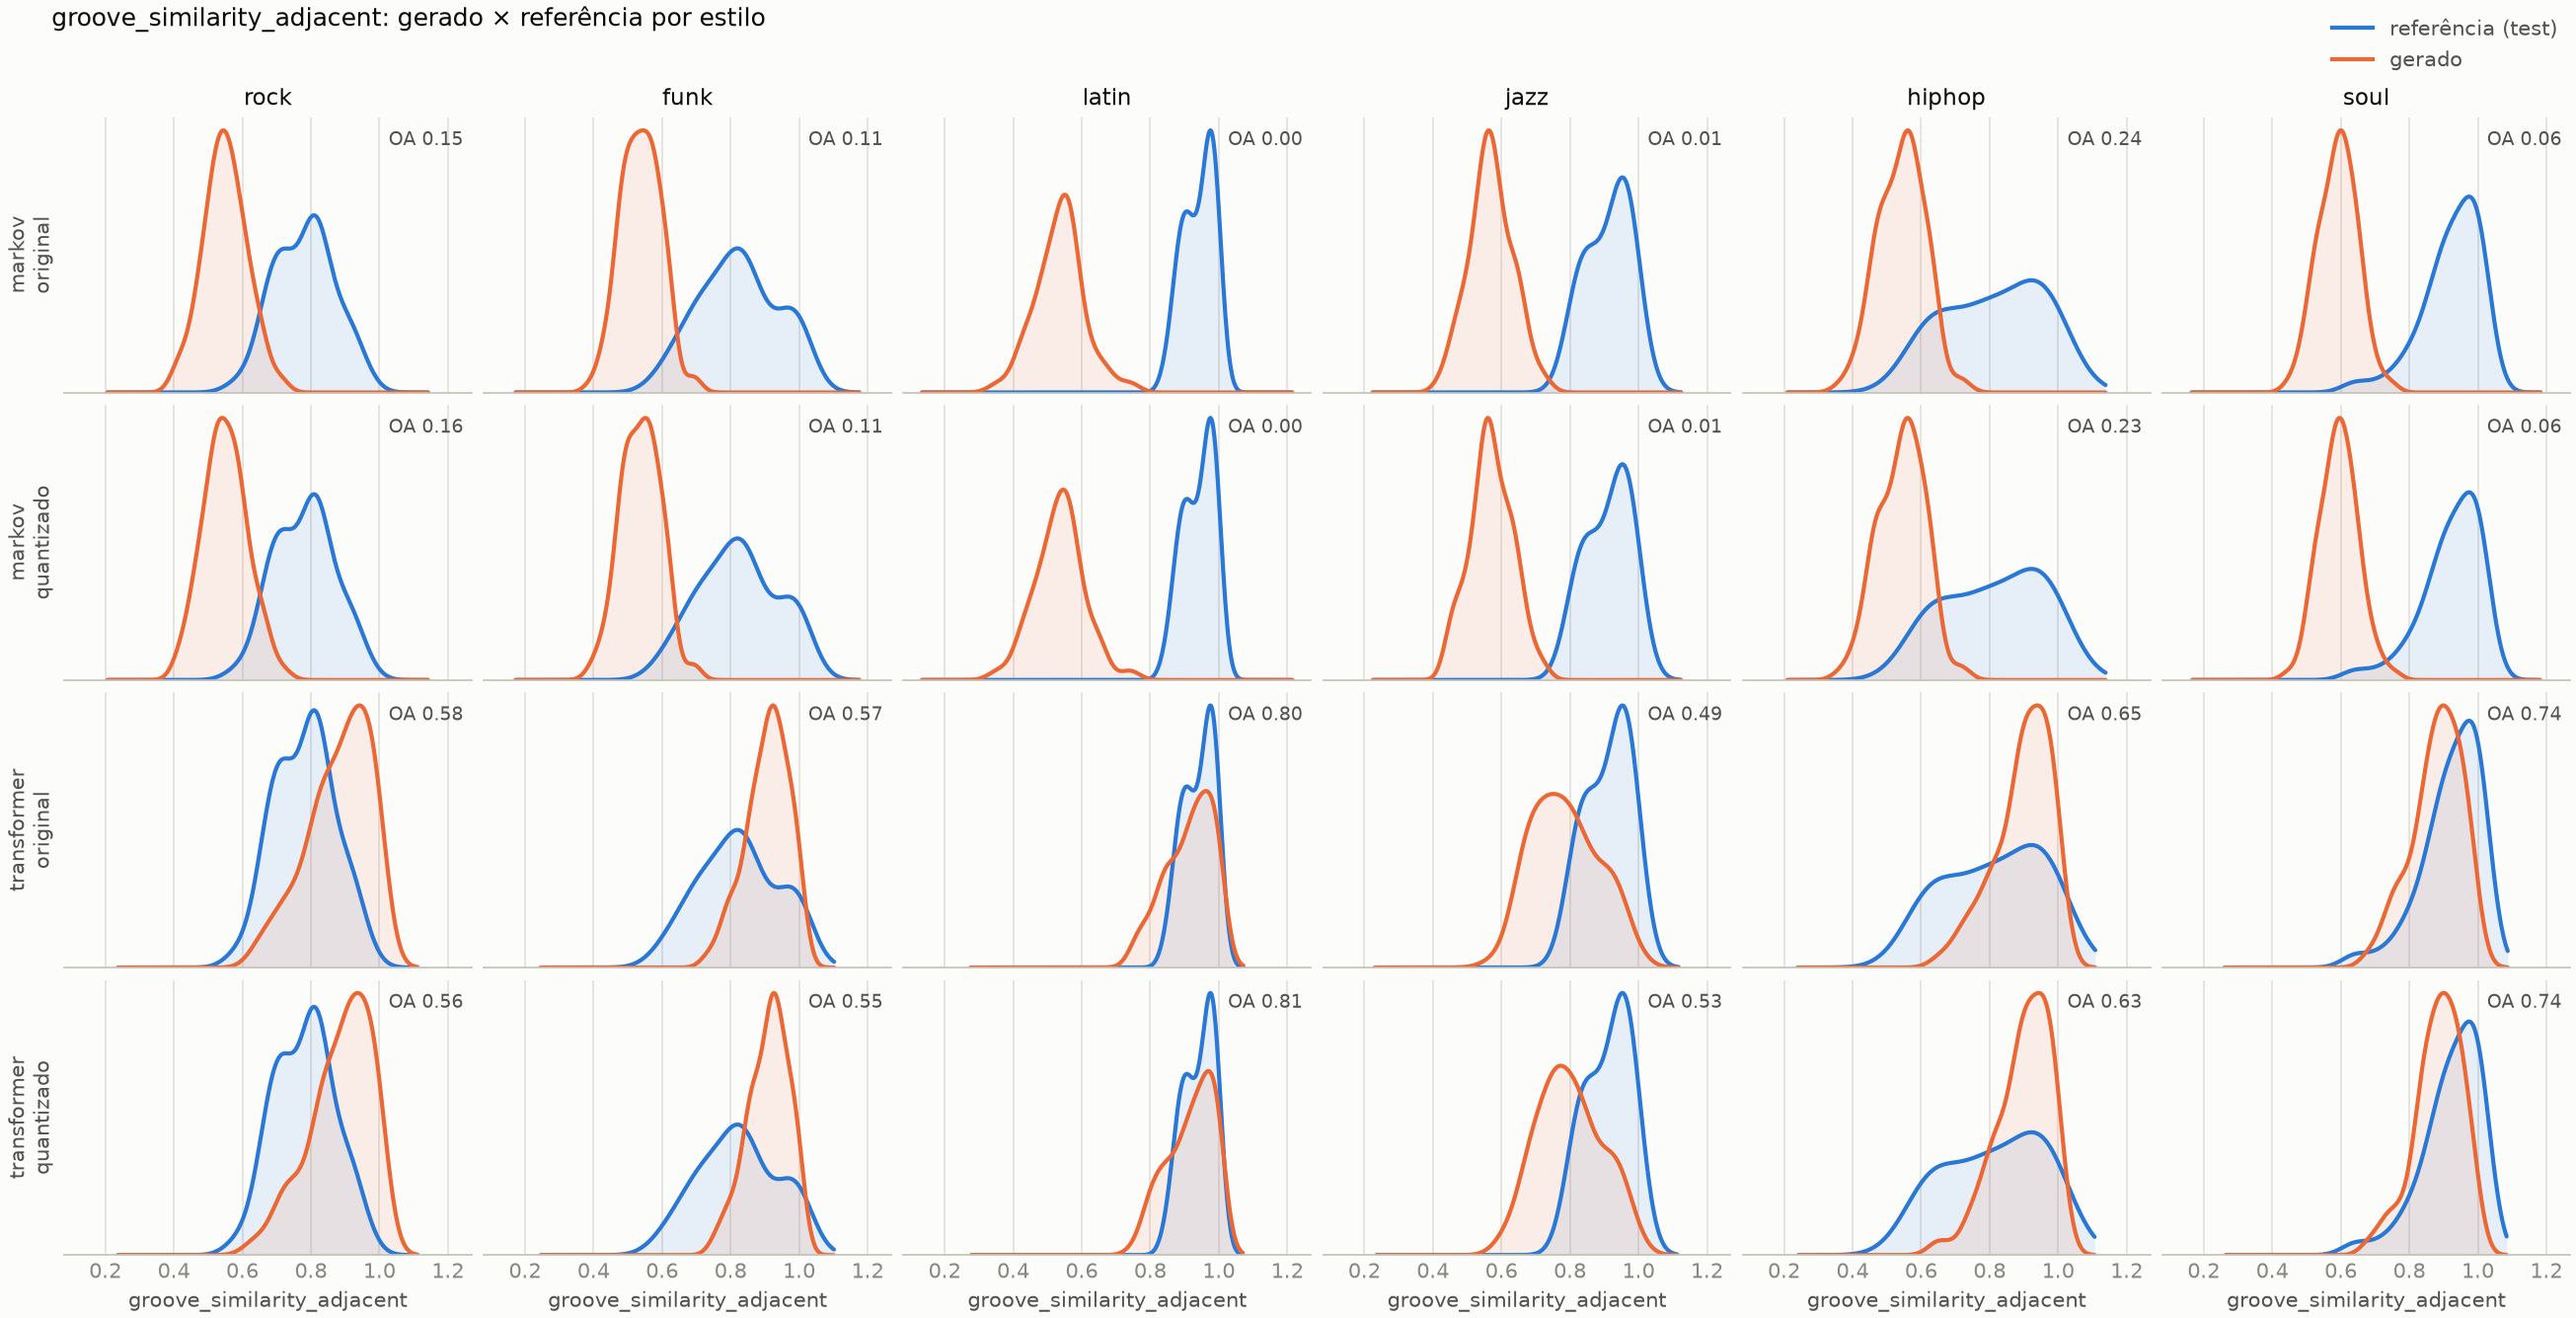 groove_similarity_adjacent: gerado × referência por estilo
referência (test)
gerado
rock
funk
latin
jazz
hiphop
soul
markov
original
OA 0.15
OA 0.11
OA 0.00
OA 0.01
OA 0.24
OA 0.06
markov
quantizado
OA 0.16
OA 0.11
OA 0.00
OA 0.01
OA 0.23
OA 0.06
transformer
original
OA 0.58
OA 0.57
OA 0.80
OA 0.49
OA 0.65
OA 0.74
transformer
quantizado
OA 0.56
OA 0.55
OA 0.81
OA 0.53
OA 0.63
OA 0.74
0.2 0.4 0.6 0.8 1.0 1.2
0.2 0.4 0.6 0.8 1.0 1.2
0.2 0.4 0.6 0.8 1.0 1.2
0.2 0.4 0.6 0.8 1.0 1.2
0.2 0.4 0.6 0.8 1.0 1.2
0.2 0.4 0.6 0.8 1.0 1.2
groove_similarity_adjacent
groove_similarity_adjacent
groove_similarity_adjacent
groove_similarity_adjacent
groove_similarity_adjacent
groove_similarity_adjacent